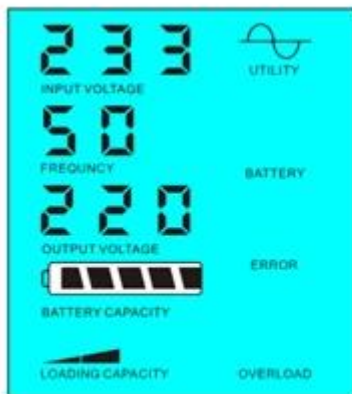 233
INPUT VOLTAGE
UTILITY
50
FREQUNCY
BATTERY
220
OUTPUT VOLTAGE
ERROR
BATTERY CAPACITY
LOADING CAPACITY
OVERLOAD